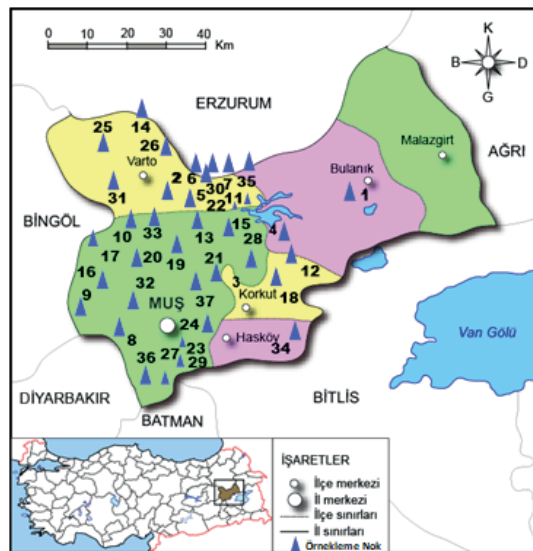 0 10 20 30 40
Km
K
B D
G
ERZURUM
AĞRI
BİNGÖL
DİYARBAKIR
BATMAN
BİTLİS
Van Gölü
Malazgirt
Bulanık
Varto
MUŞ
Korkut
Hasköy
25 14
26
31 2 2 6 5 30 7 35
22 11
1
10 33 13 15 4
17 20 19 21 28
16 12
9 32 37 3 18
8 24
36 27 23
29 34
İŞARETLER
İlçe merkezi
İl merkezi
İlçe sınırları
İl sınırları
Örnekleme Nok